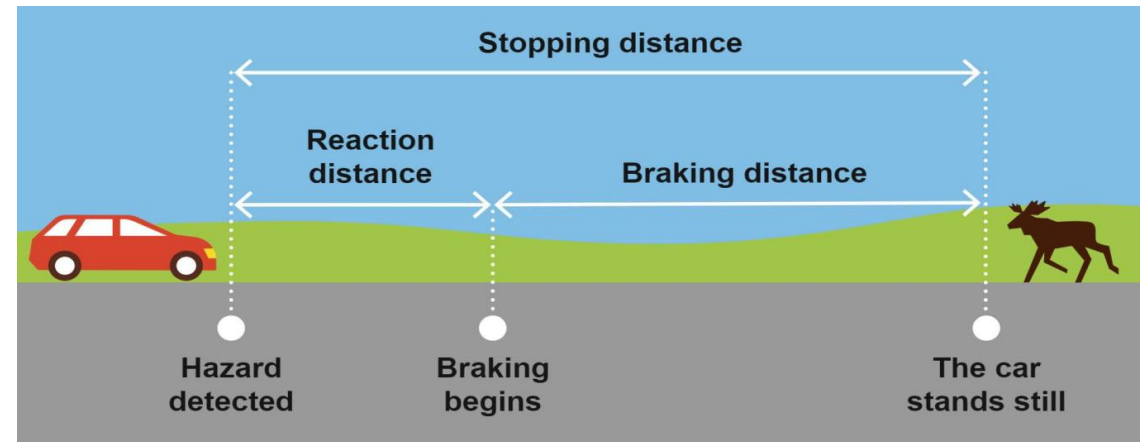 Stopping distance
Reaction
distance
Braking distance
Hazard
detected
Braking
begins
The car
stands still